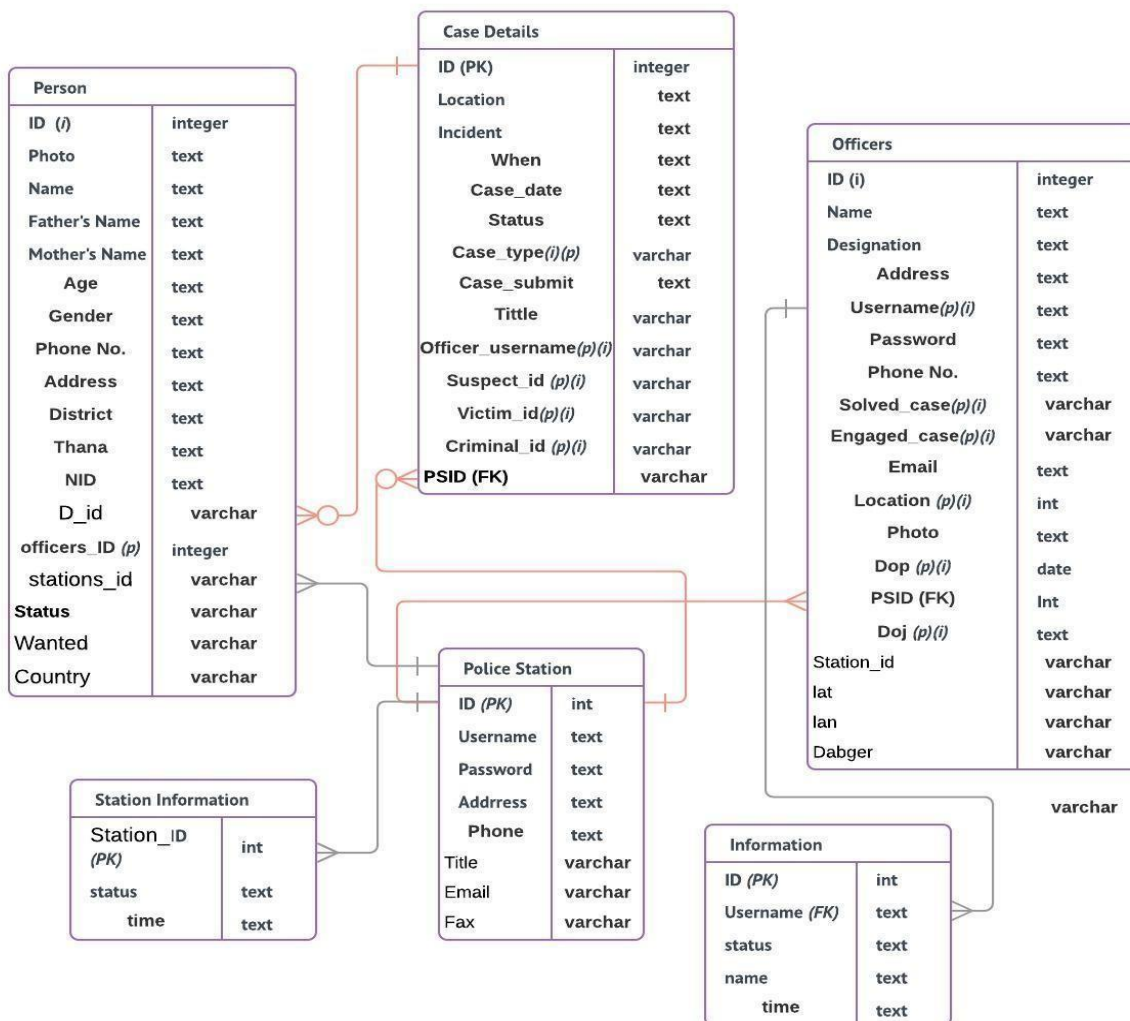 Person
ID (i) integer
Photo text
Name text
Father's Name text
Mother's Name text
Age text
Gender text
Phone No. text
Address text
District text
Thana text
NID text
D_id varchar
officers_ID (p) integer
stations_id varchar
Status varchar
Wanted varchar
Country varchar
Case Details
ID (PK) integer
Location text
Incident text
When text
Case_date text
Status text
Case_type(i)(p) varchar
Case_submit text
Tittle varchar
Officer_username(p)(i) varchar
Suspect_id (p)(i) varchar
Victim_id(p)(i) varchar
Criminal_id (p)(i) varchar
PSID (FK) varchar
Officers
ID (i) integer
Name text
Designation text
Address text
Username(p)(i) text
Password text
Phone No. text
Solved_case(p)(i) varchar
Engaged_case(p)(i) varchar
Email text
Location (p)(i) int
Photo text
Dop (p)(i) date
PSID (FK) Int
Doj (p)(i) text
Station_id varchar
lat varchar
lan varchar
Dabger varchar
varchar
Police Station
ID (PK) int
Username text
Password text
Addrress text
Phone text
Title varchar
Email varchar
Fax varchar
Station Information
Station_ID
(PK) int
status text
time text
Information
ID (PK) int
Username (FK) text
status text
name text
time text